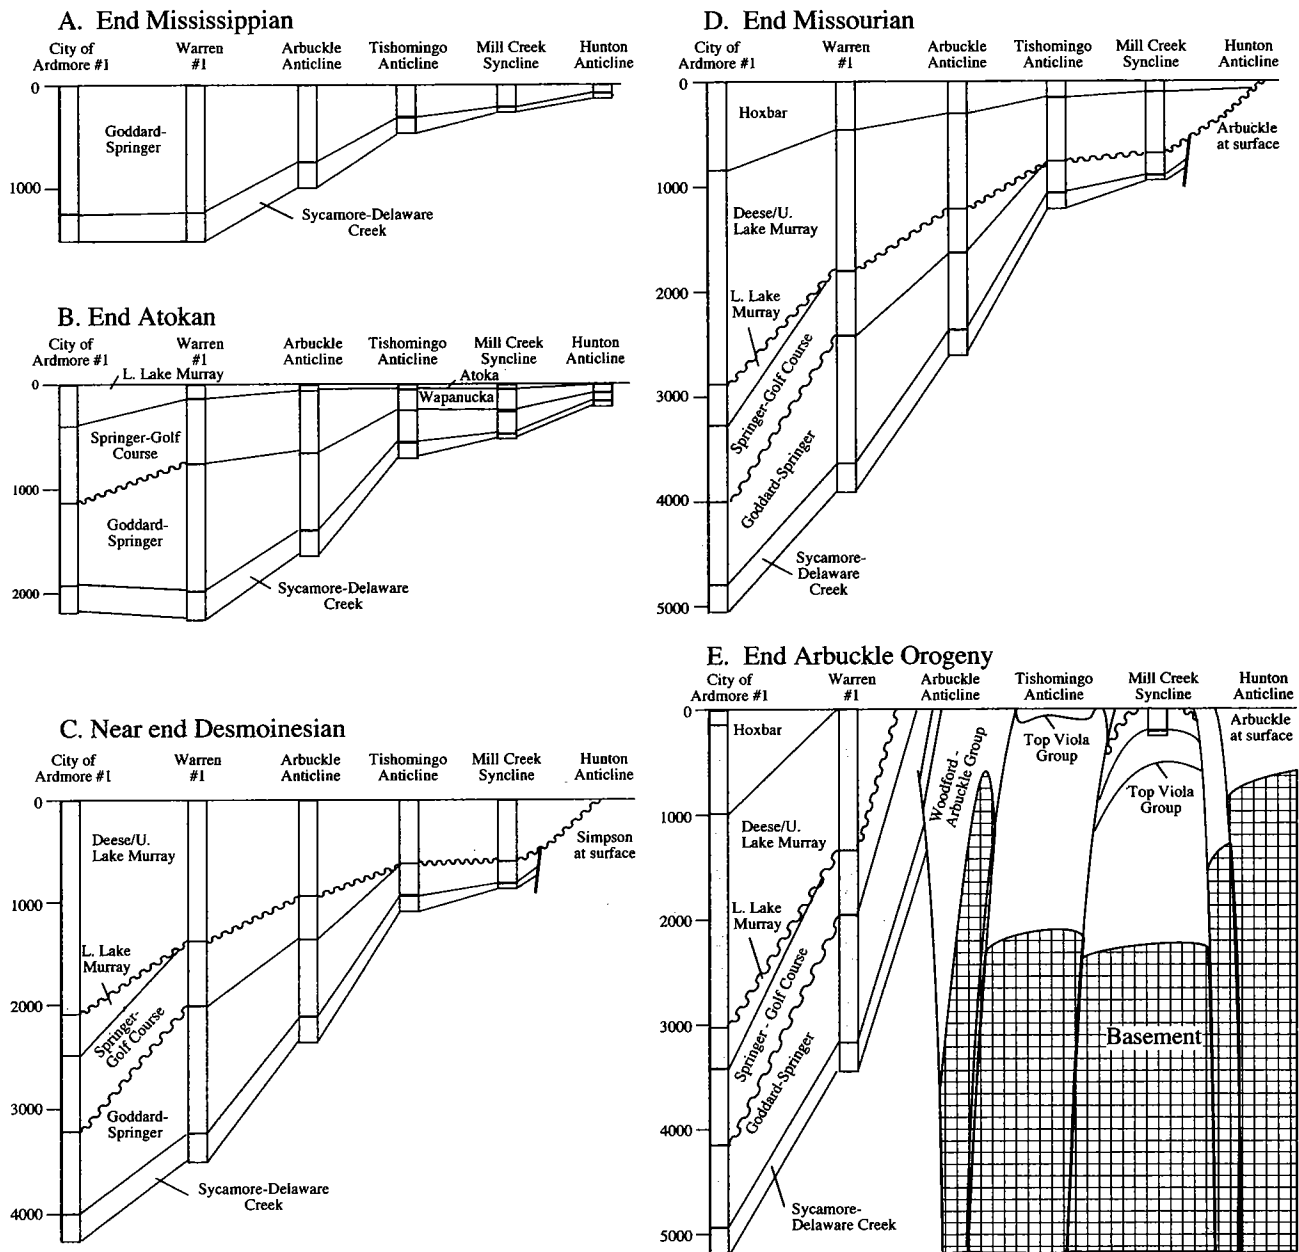 A. End Mississippian
City of
Ardmore #1
Warren
#1
Arbuckle
Anticline
Tishomingo
Anticline
Mill Creek
Syncline
Hunton
Anticline
0
1000
Goddard-
Springer
Sycamore-Delaware
Creek
B. End Atokan
City of
Ardmore #1
Warren
#1
Arbuckle
Anticline
Tishomingo
Anticline
Mill Creek
Syncline
Hunton
Anticline
L. Lake Murray
Atoka
Wapanucka
0
1000
2000
Springer-Golf
Course
Goddard-
Springer
Sycamore-Delaware
Creek
C. Near end Desmoinesian
City of
Ardmore #1
Warren
#1
Arbuckle
Anticline
Tishomingo
Anticline
Mill Creek
Syncline
Hunton
Anticline
0
1000
2000
3000
4000
Deese/U.
Lake Murray
Simpson
at surface
L. Lake
Murray
Springer-
Golf Course
Goddard-
Springer
Sycamore-Delaware
Creek
D. End Missourian
City of
Ardmore #1
Warren
#1
Arbuckle
Anticline
Tishomingo
Anticline
Mill Creek
Syncline
Hunton
Anticline
0
1000
2000
3000
4000
5000
Hoxbar
Arbuckle
at surface
Deese/U.
Lake Murray
L. Lake
Murray
Springer-Golf Course
Goddard-Springer
Sycamore-
Delaware
Creek
E. End Arbuckle Orogeny
City of
Ardmore #1
Warren
#1
Arbuckle
Anticline
Tishomingo
Anticline
Mill Creek
Syncline
Hunton
Anticline
0
1000
2000
3000
4000
5000
Hoxbar
Woodford -
Arbuckle Group
Top Viola
Group
Top Viola
Group
Arbuckle
at surface
Deese/U.
Lake Murray
L. Lake
Murray
Springer - Golf Course
Goddard-Springer
Basement
Sycamore-
Delaware Creek